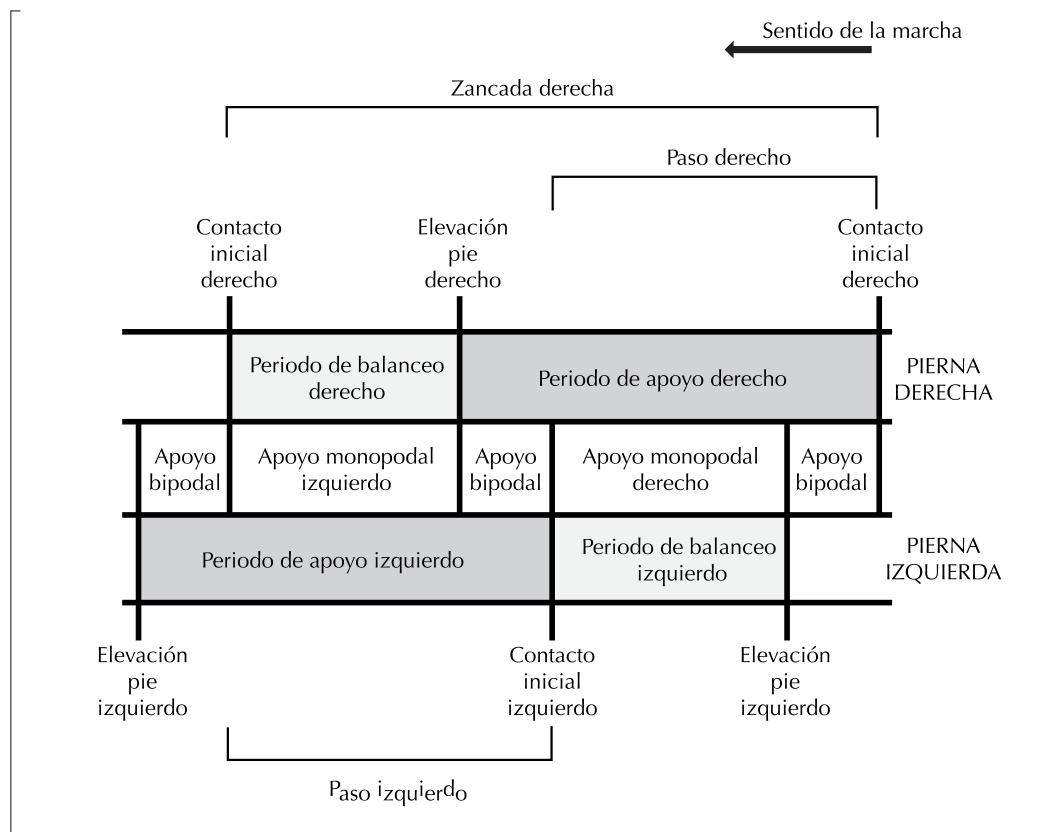 Sentido de la marcha
Zancada derecha
Paso derecho
Contacto
inicial
derecho
Elevación
pie
derecho
Contacto
inicial
derecho
Periodo de balanceo
derecho
Periodo de apoyo derecho
PIERNA
DERECHA
Apoyo
bipodal
Apoyo monopodal
izquierdo
Apoyo
bipodal
Apoyo monopodal
derecho
Apoyo
bipodal
Periodo de apoyo izquierdo
Periodo de balanceo
izquierdo
PIERNA
IZQUIERDA
Elevación
pie
izquierdo
Contacto
inicial
izquierdo
Elevación
pie
izquierdo
Paso izquierdo